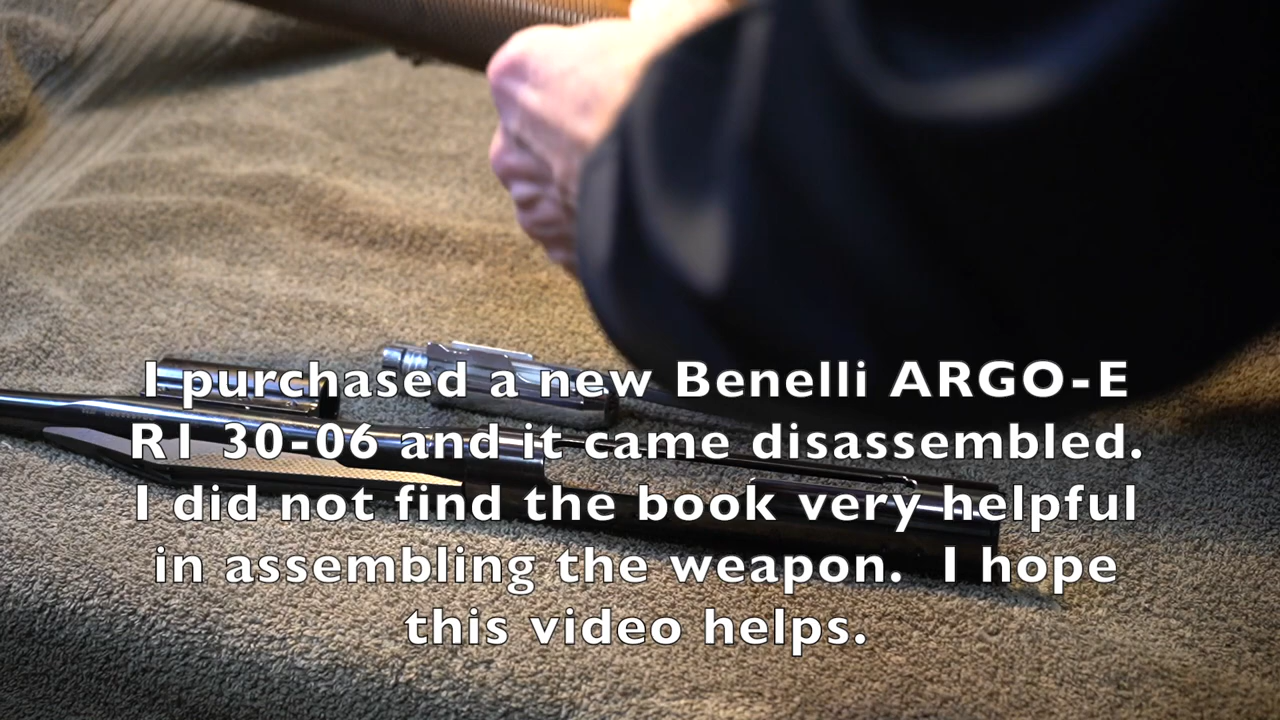 I purchased a new Benelli ARGO-E
R1 30-06 and it came disassembled.
I did not find the book very helpful
in assembling the weapon.  I hope
this video helps.